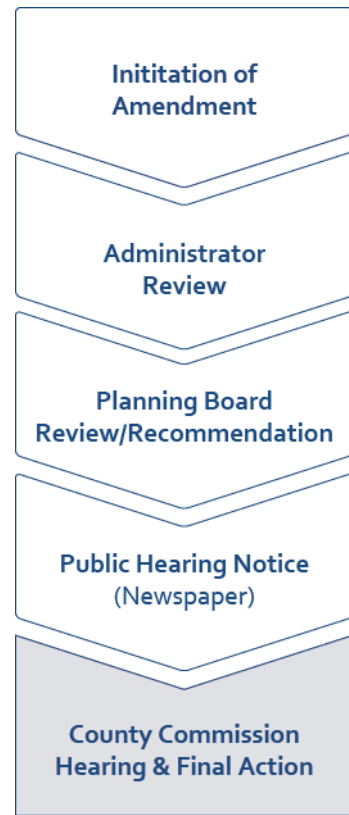 Inititation of
Amendment
Administrator
Review
Planning Board
Review/Recommendation
Public Hearing Notice
(Newspaper)
County Commission
Hearing & Final Action